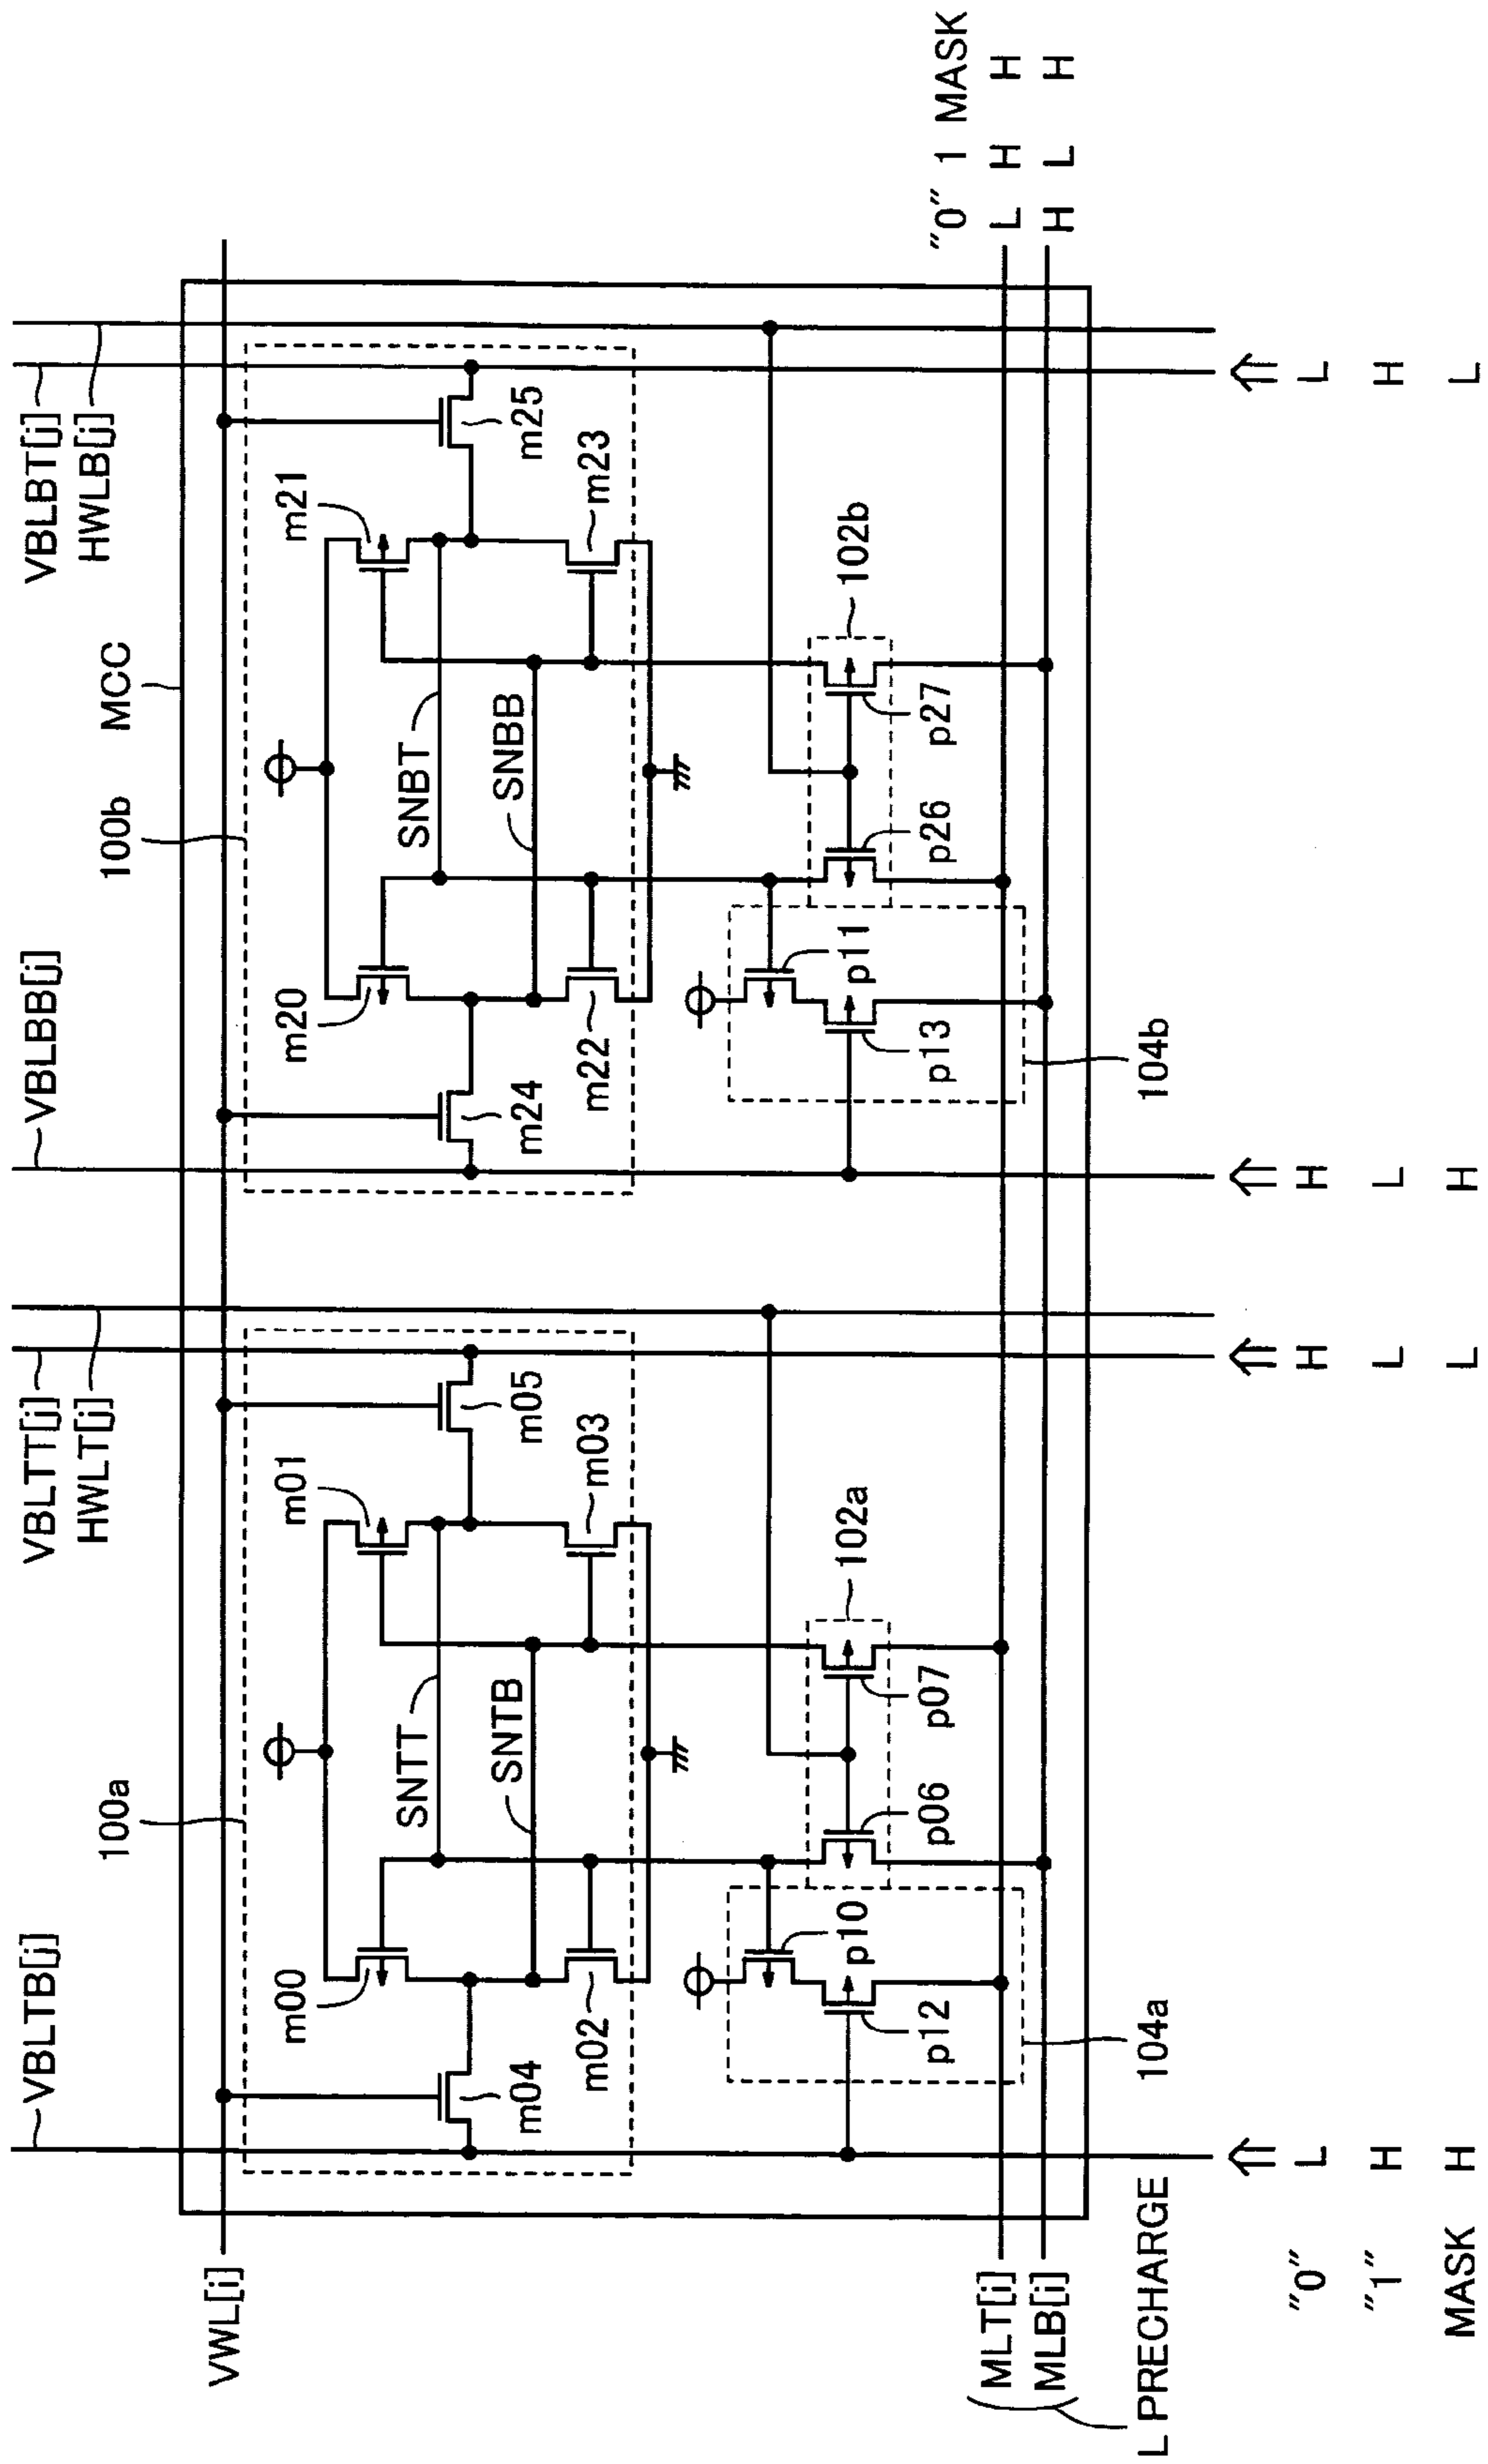 VBLTB[j]
VBLTT[j]
HWLT[j]
VBLBB[j]
VBLBT[j]
HWLB[j]
100a
100b
MCC
VWL[i]
m00
m01
m20
m21
SNTT
SNBT
SNTB
SNBB
m04
m05
m24
m25
m02
m03
m22
m23
p10
p11
102a
102b
p12
p06
p07
p13
p26
p27
"0" 1 MASK
MLT[i] L H H
MLB[i] H L H
L PRECHARGE
104a
104b
"0" L H H L
"1" H L L H
MASK H L H L